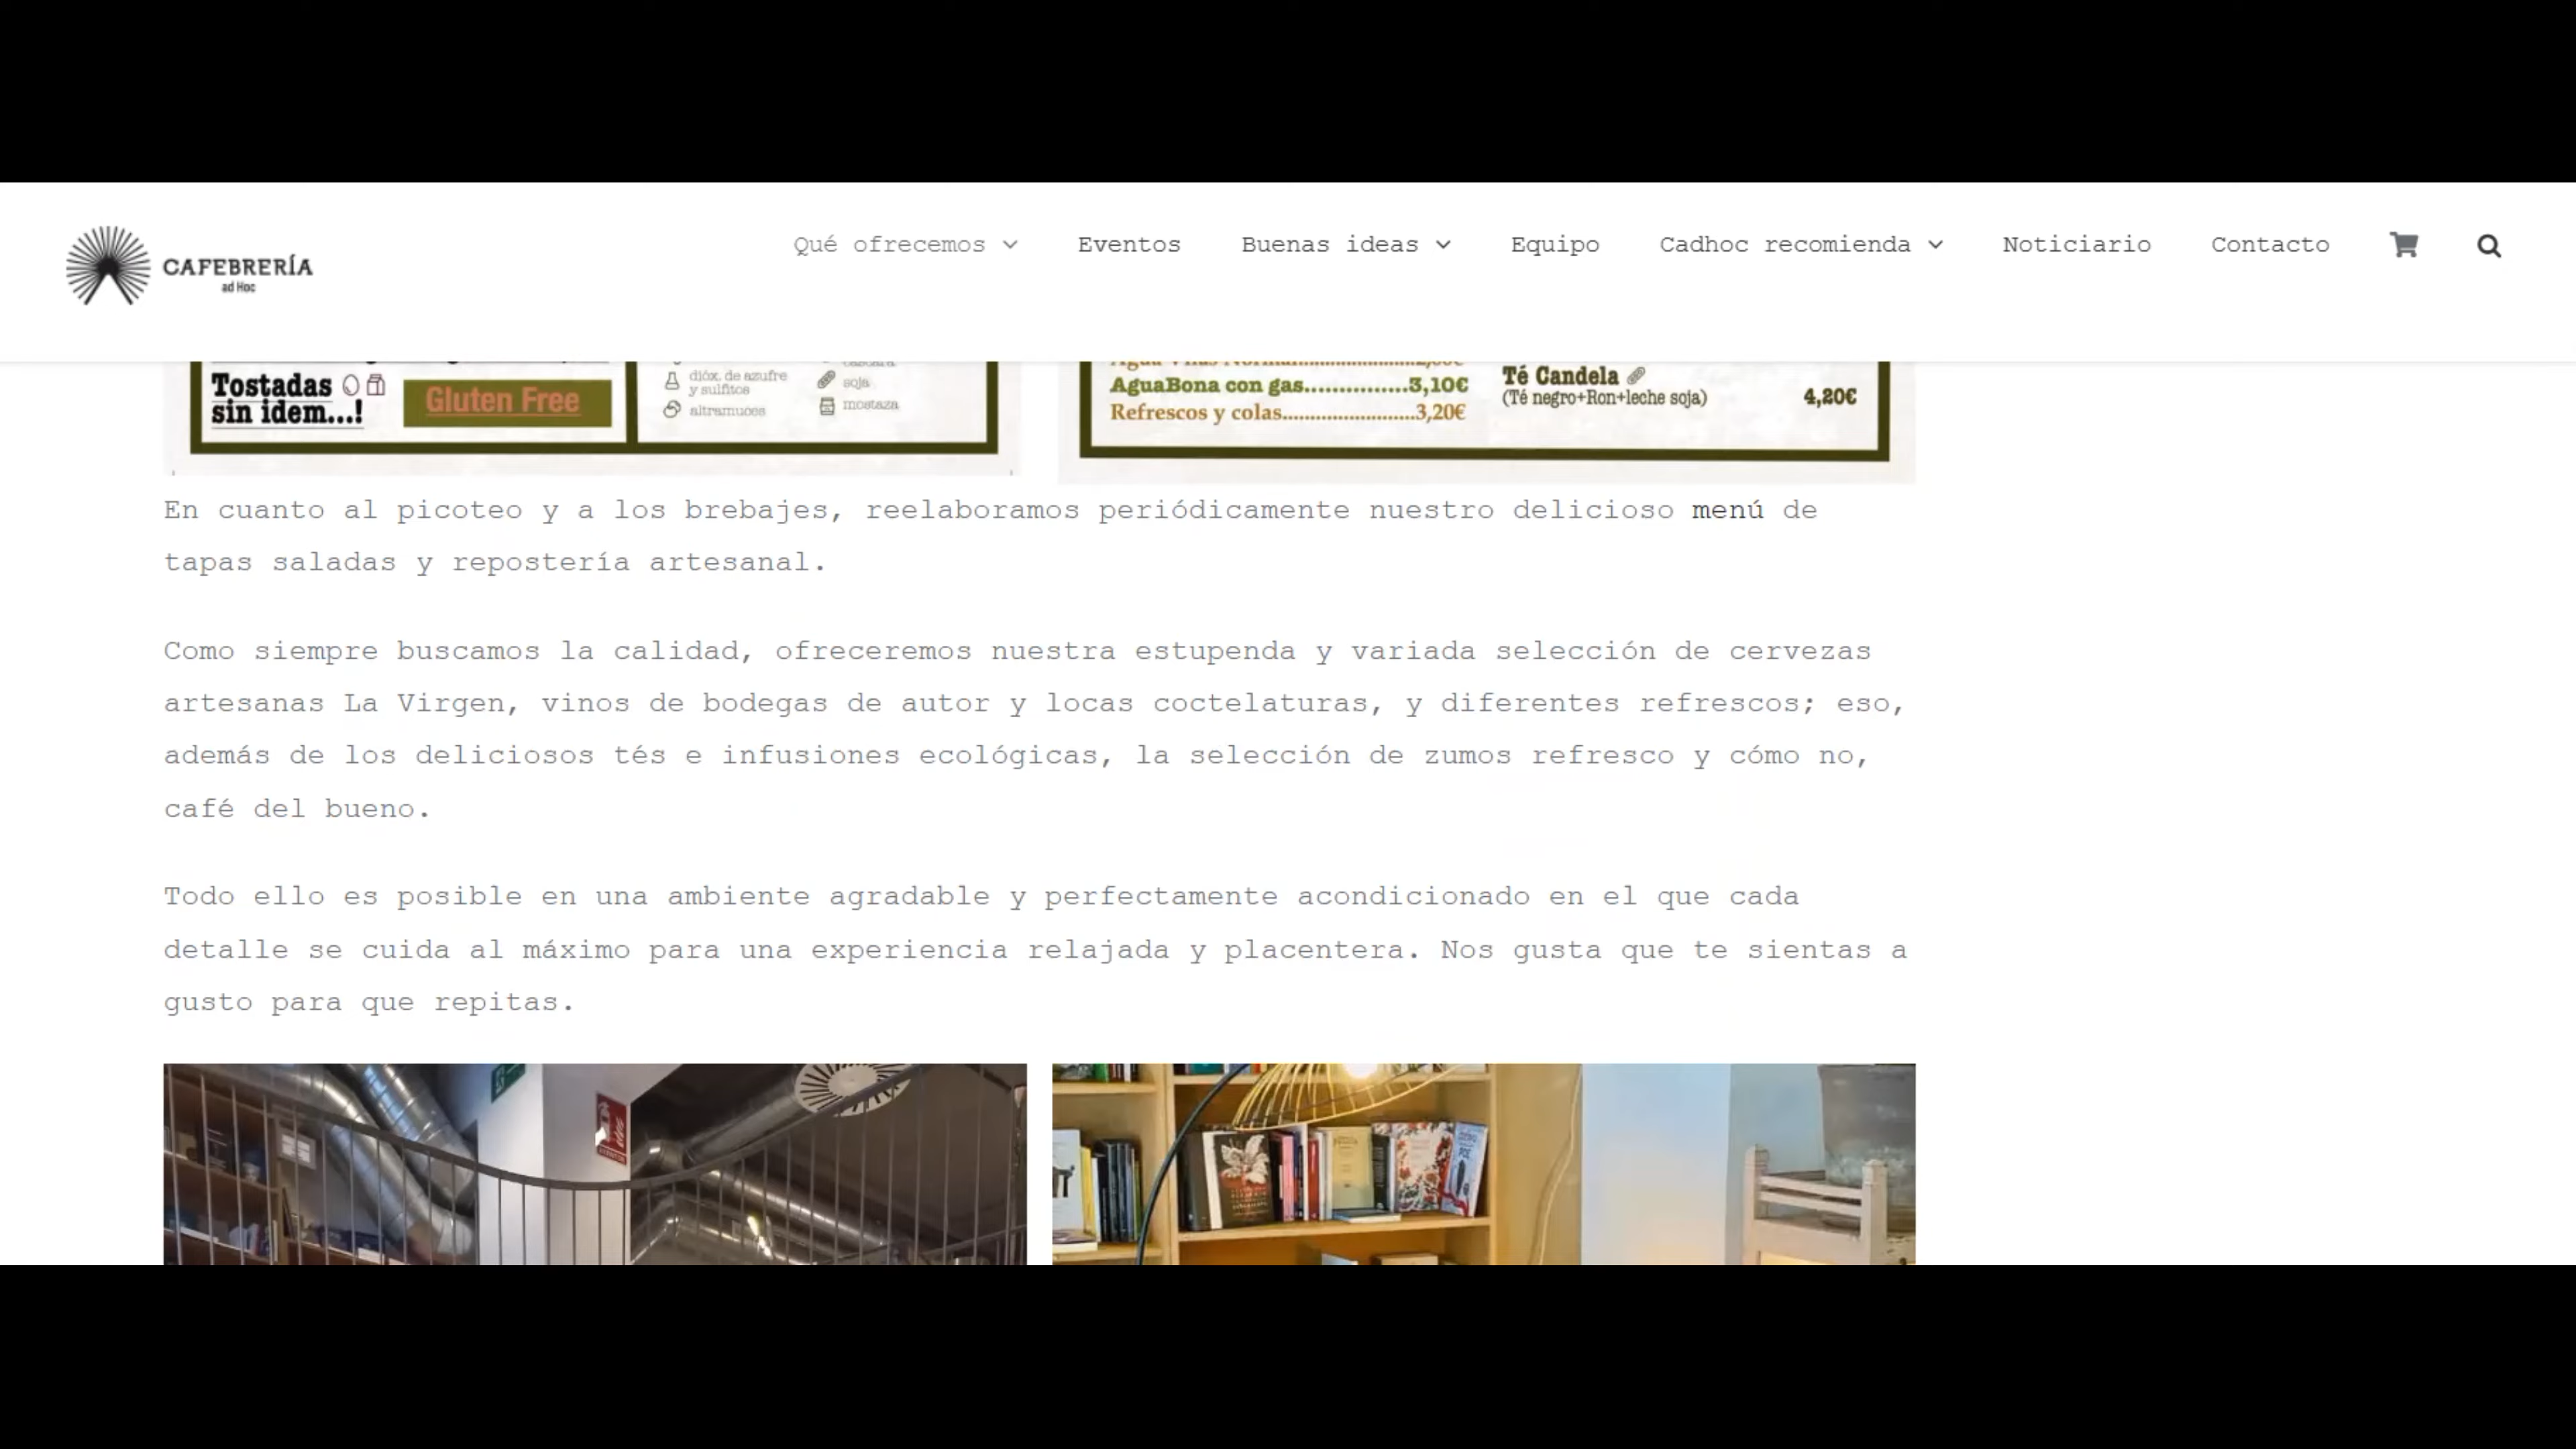 Qué ofrecemos Eventos Buenas ideas Equipo Cadhoc recomienda Noticiario Contacto
CAFEBRERÍA
ad Hoc
Tostadas
sin idem...!
Gluten Free
cáscara
dióx. de azufre
y sulfitos
soja
altramuces
mostaza
AguaBona con gas..............3,10€
Refrescos y colas.......................3,20€
Té Candela
(Té negro+Ron+leche soja) 4,20€
En cuanto al picoteo y a los brebajes, reelaboramos periódicamente nuestro delicioso menú de
tapas saladas y repostería artesanal.
Como siempre buscamos la calidad, ofreceremos nuestra estupenda y variada selección de cervezas
artesanas La Virgen, vinos de bodegas de autor y locas coctelaturas, y diferentes refrescos; eso,
además de los deliciosos tés e infusiones ecológicas, la selección de zumos refresco y cómo no,
café del bueno.
Todo ello es posible en una ambiente agradable y perfectamente acondicionado en el que cada
detalle se cuida al máximo para una experiencia relajada y placentera. Nos gusta que te sientas a
gusto para que repitas.